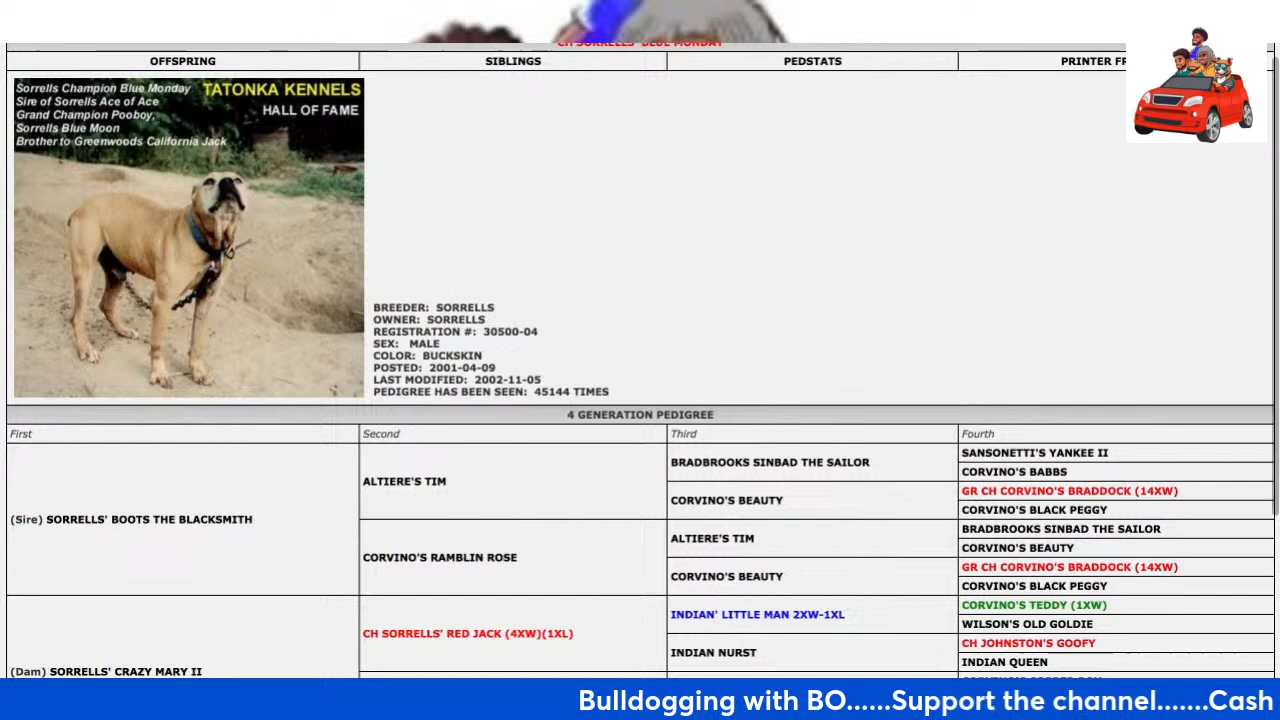 CH SORRELLS' BLUE MONDAY
OFFSPRING SIBLINGS PEDSTATS PRINTER FR
Sorrells Champion Blue Monday TATONKA KENNELS
Sire of Sorrells Ace of Ace HALL OF FAME
Grand Champion Pooboy,
Sorrells Blue Moon
Brother to Greenwoods California Jack
BREEDER: SORRELLS
OWNER: SORRELLS
REGISTRATION #: 30500-04
SEX: MALE
COLOR: BUCKSKIN
POSTED: 2001-04-09
LAST MODIFIED: 2002-11-05
PEDIGREE HAS BEEN SEEN: 45144 TIMES
4 GENERATION PEDIGREE
First Second Third Fourth
SANSONETTI'S YANKEE II
BRADBROOKS SINBAD THE SAILOR
CORVINO'S BABBS
ALTIERE'S TIM
GR CH CORVINO'S BRADDOCK (14XW)
CORVINO'S BEAUTY
CORVINO'S BLACK PEGGY
(Sire) SORRELLS' BOOTS THE BLACKSMITH
BRADBROOKS SINBAD THE SAILOR
ALTIERE'S TIM
CORVINO'S BEAUTY
CORVINO'S RAMBLIN ROSE
GR CH CORVINO'S BRADDOCK (14XW)
CORVINO'S BEAUTY
CORVINO'S BLACK PEGGY
CORVINO'S TEDDY (1XW)
INDIAN' LITTLE MAN 2XW-1XL
WILSON'S OLD GOLDIE
CH SORRELLS' RED JACK (4XW)(1XL)
CH JOHNSTON'S GOOFY
INDIAN NURST
INDIAN QUEEN
(Dam) SORRELLS' CRAZY MARY II
Bulldogging with BO......Support the channel.......Cash